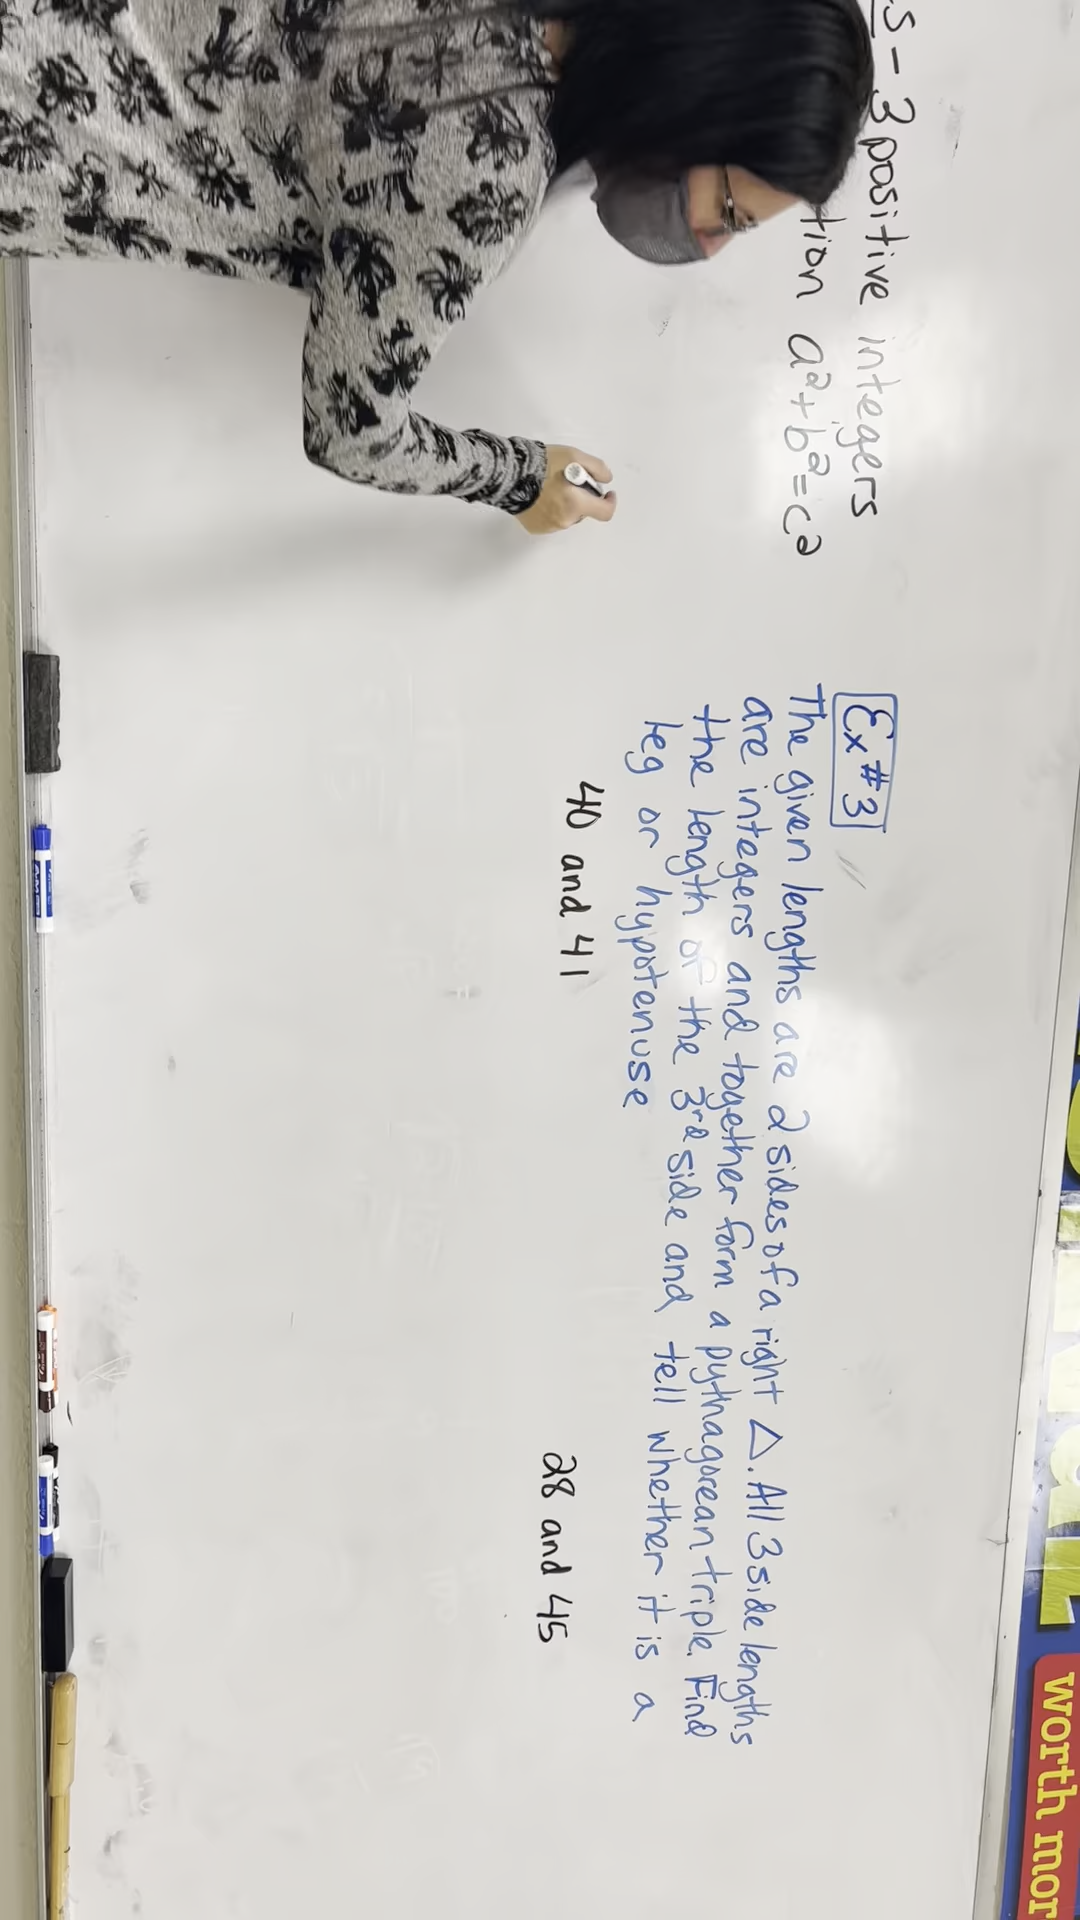 s - 3 positive integers
tion a²+b²=c²
Ex #3
The given lengths are 2 sides of a right △. All 3 side lengths
are integers and together form a pythagorean triple. Find
the length of the 3rd side and tell whether it is a
leg or hypotenuse
40 and 41
28 and 45
worth mor